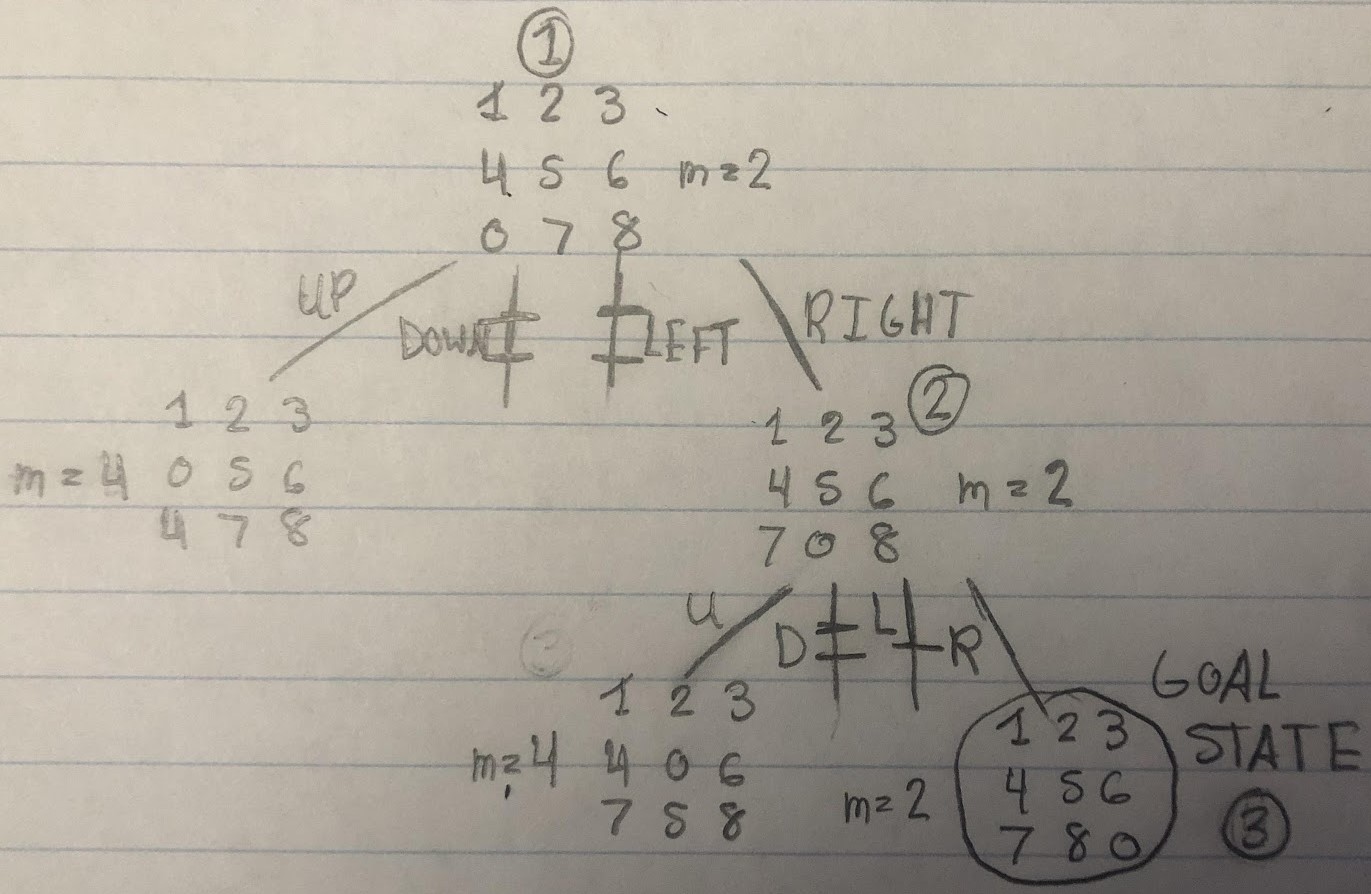 ①
1 2 3
4 5 6 m=2
0 7 8
UP DOWN LEFT RIGHT
1 2 3
m=4 0 5 6
4 7 8
1 2 3 ②
4 5 6 m=2
7 0 8
U D L R
1 2 3
m=4 4 0 6
7 5 8
GOAL
STATE
③
1 2 3
4 5 6
m=2
7 8 0